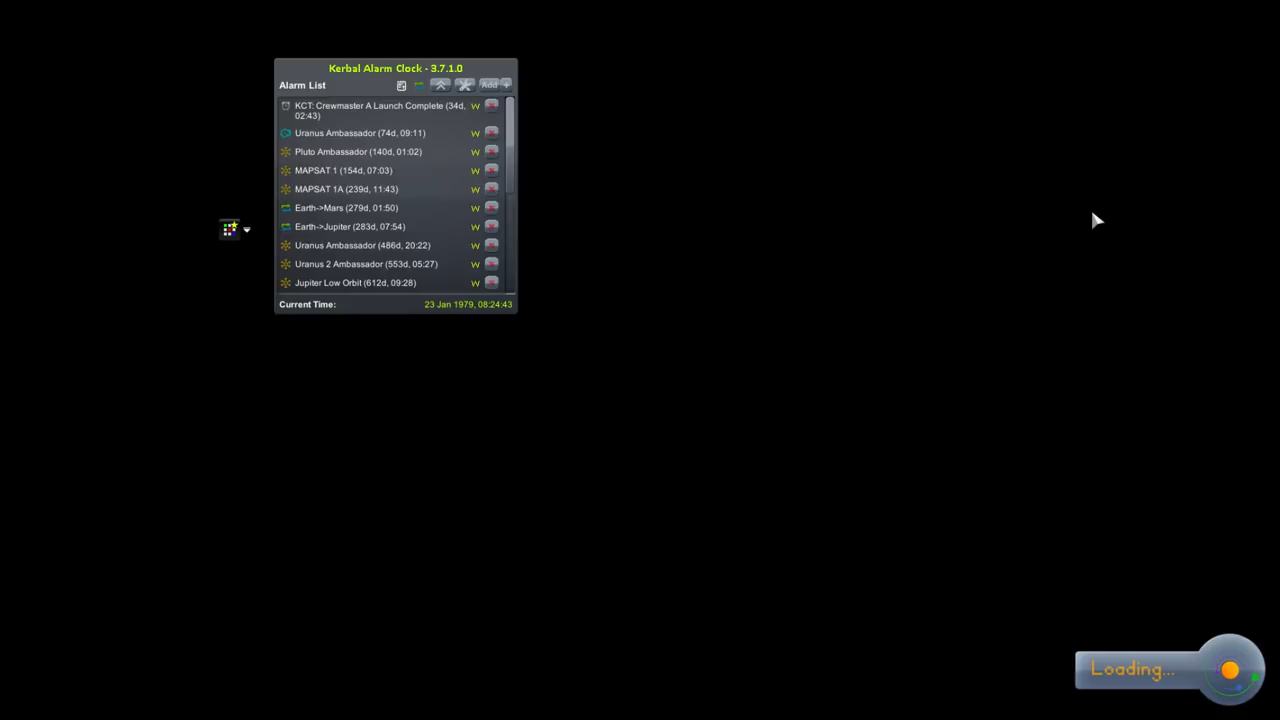 Kerbal Alarm Clock - 3.7.1.0
Alarm List
Add +
KCT: Crewmaster A Launch Complete (34d, W
02:43)
Uranus Ambassador (74d, 09:11) W
Pluto Ambassador (140d, 01:02) W
MAPSAT 1 (154d, 07:03) W
MAPSAT 1A (239d, 11:43) W
Earth->Mars (279d, 01:50) W
Earth->Jupiter (283d, 07:54) W
Uranus Ambassador (486d, 20:22) W
Uranus 2 Ambassador (553d, 05:27) W
Jupiter Low Orbit (612d, 09:28) W
Current Time: 23 Jan 1979, 08:24:43
Loading...